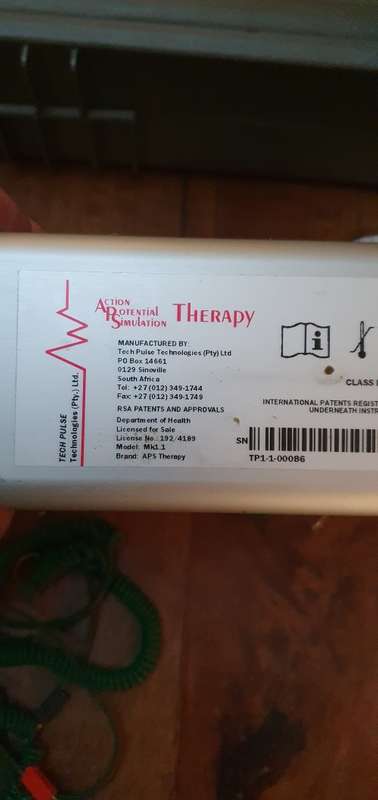 ACTION
POTENTIAL
SIMULATION
THERAPY
MANUFACTURED BY:
Tech Pulse Technologies (Pty) Ltd
PO Box 14661
0129 Sinoville
South Africa
Tel: +27 (012) 349-1744
Fax: +27 (012) 349-1749
RSA PATENTS AND APPROVALS
Department of Health
Licensed for Sale
License No.: 192/4189
Model: Mk1.1
Brand: APS Therapy
TECH PULSE
Technologies (Pty.) Ltd.
CLASS
INTERNATIONAL PATENTS
UNDERNEATH
SN
TP1-1-00086